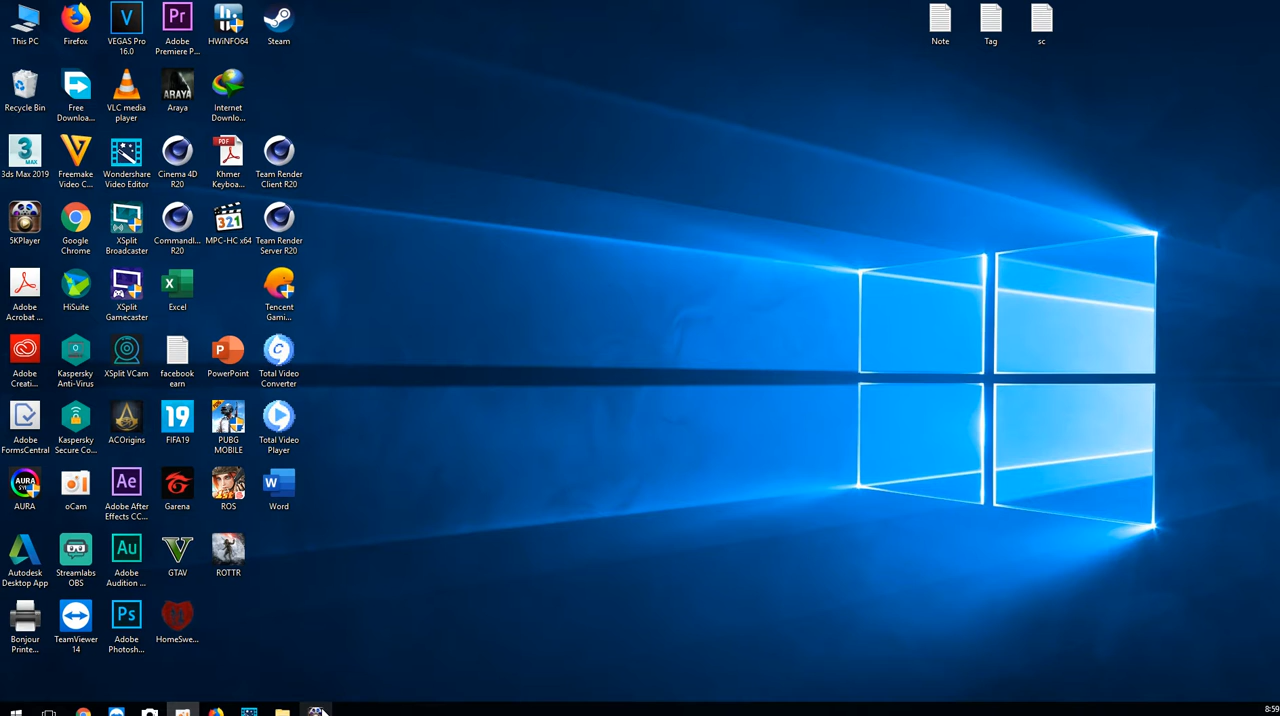 This PC
Firefox
VEGAS Pro
16.0
Adobe
Premiere P...
HWiNFO64
Steam
Note
Tag
sc
Recycle Bin
Free
Downloa...
VLC media
player
ARAYA
Araya
Internet
Downlo...
3ds Max 2019
Freemake
Video C...
Wondershare
Video Editor
Cinema 4D
R20
Khmer
Keyboa...
Team Render
Client R20
5KPlayer
Google
Chrome
XSplit
Broadcaster
Commandl...
R20
MPC-HC x64
Team Render
Server R20
Adobe
Acrobat ...
HiSuite
XSplit
Gamecaster
Excel
Tencent
Gami...
Adobe
Creati...
Kaspersky
Anti-Virus
XSplit VCam
facebook
earn
PowerPoint
Total Video
Converter
Adobe
FormsCentral
Kaspersky
Secure Co...
ACOrigins
FIFA19
PUBG
MOBILE
Total Video
Player
AURA
oCam
Adobe After
Effects CC...
Garena
ROS
Word
Autodesk
Desktop App
Streamlabs
OBS
Adobe
Audition ...
GTAV
ROTTR
Bonjour
Printe...
TeamViewer
14
Adobe
Photosh...
HomeSwe...
8:59